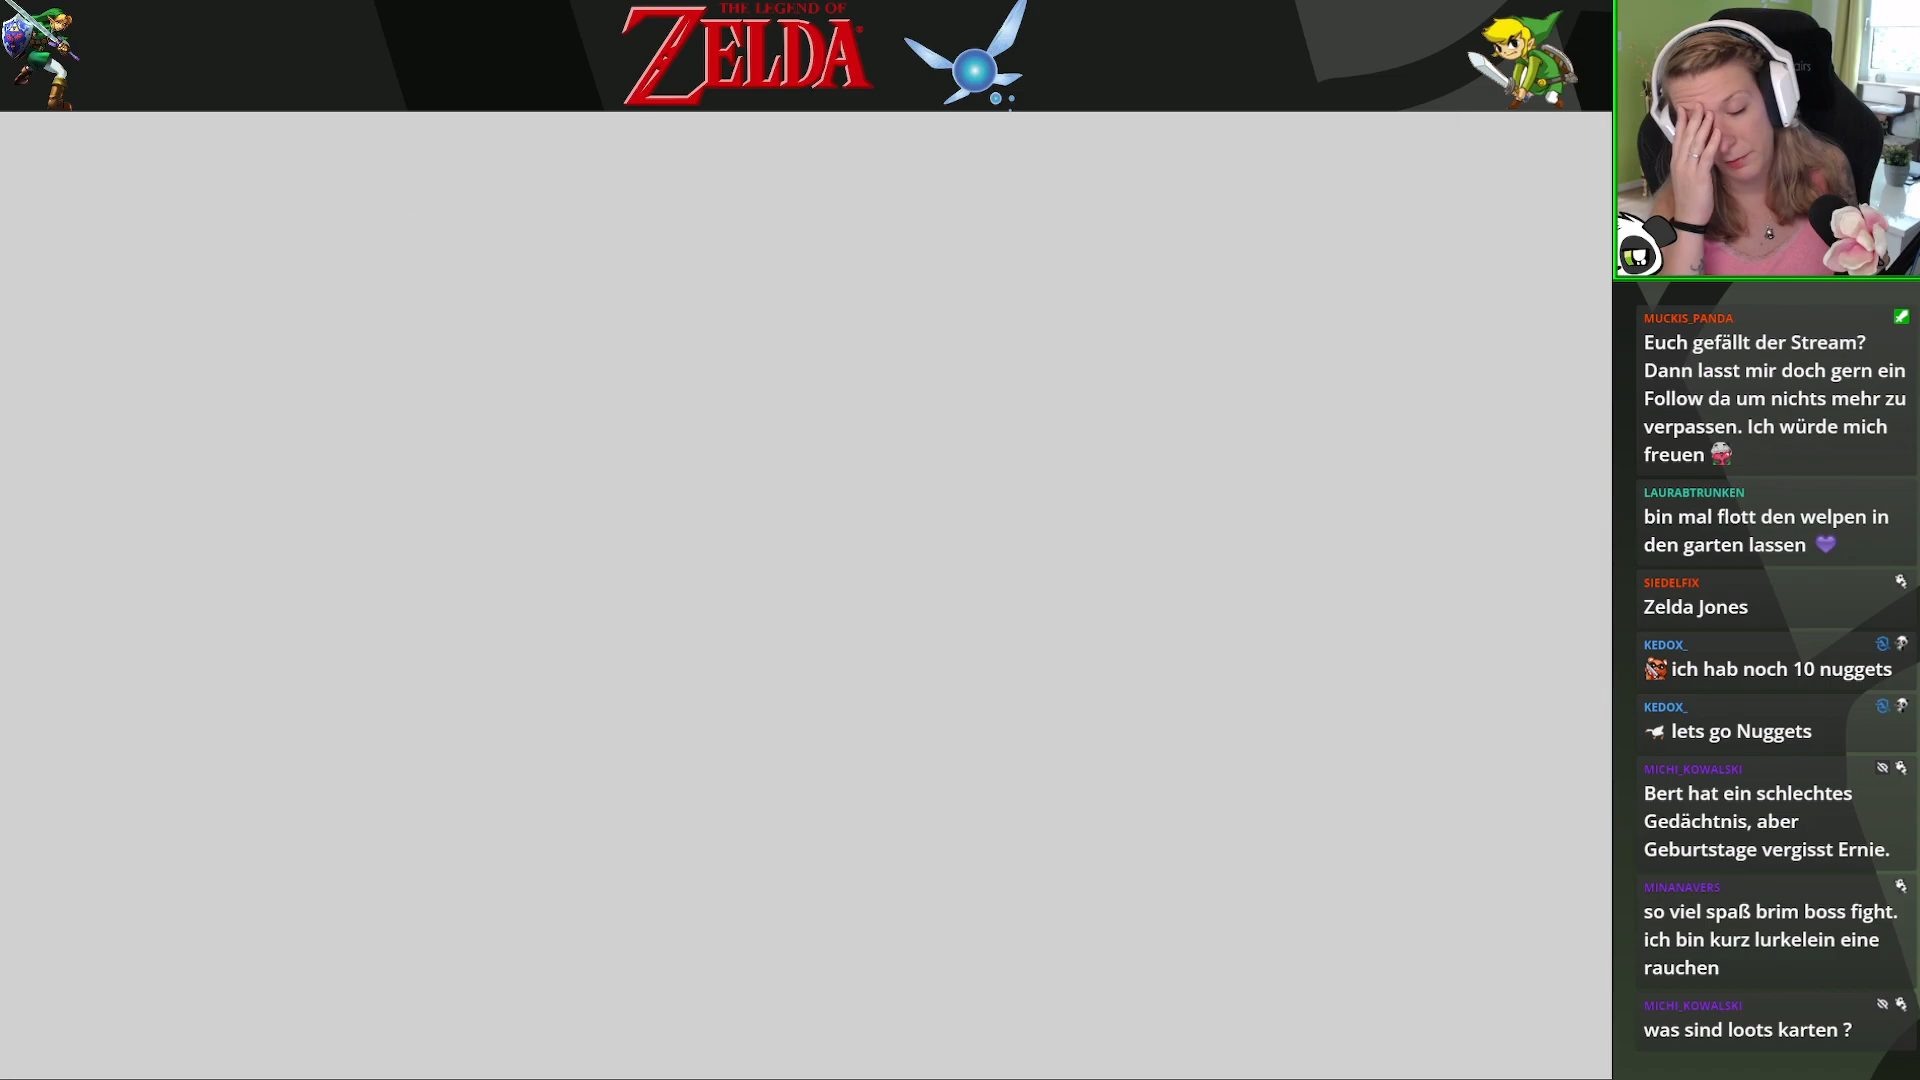 THE LEGEND OF
ZELDA
airs
MUCKIS_PANDA
Euch gefällt der Stream?
Dann lasst mir doch gern ein
Follow da um nichts mehr zu
verpassen. Ich würde mich
freuen
LAURABTRUNKEN
bin mal flott den welpen in
den garten lassen
SIEDELFIX
Zelda Jones
KEDOX_
ich hab noch 10 nuggets
KEDOX_
lets go Nuggets
MICHI_KOWALSKI
Bert hat ein schlechtes
Gedächtnis, aber
Geburtstage vergisst Ernie.
MINANAVERS
so viel spaß brim boss fight.
ich bin kurz lurkelein eine
rauchen
MICHI_KOWALSKI
was sind loots karten ?